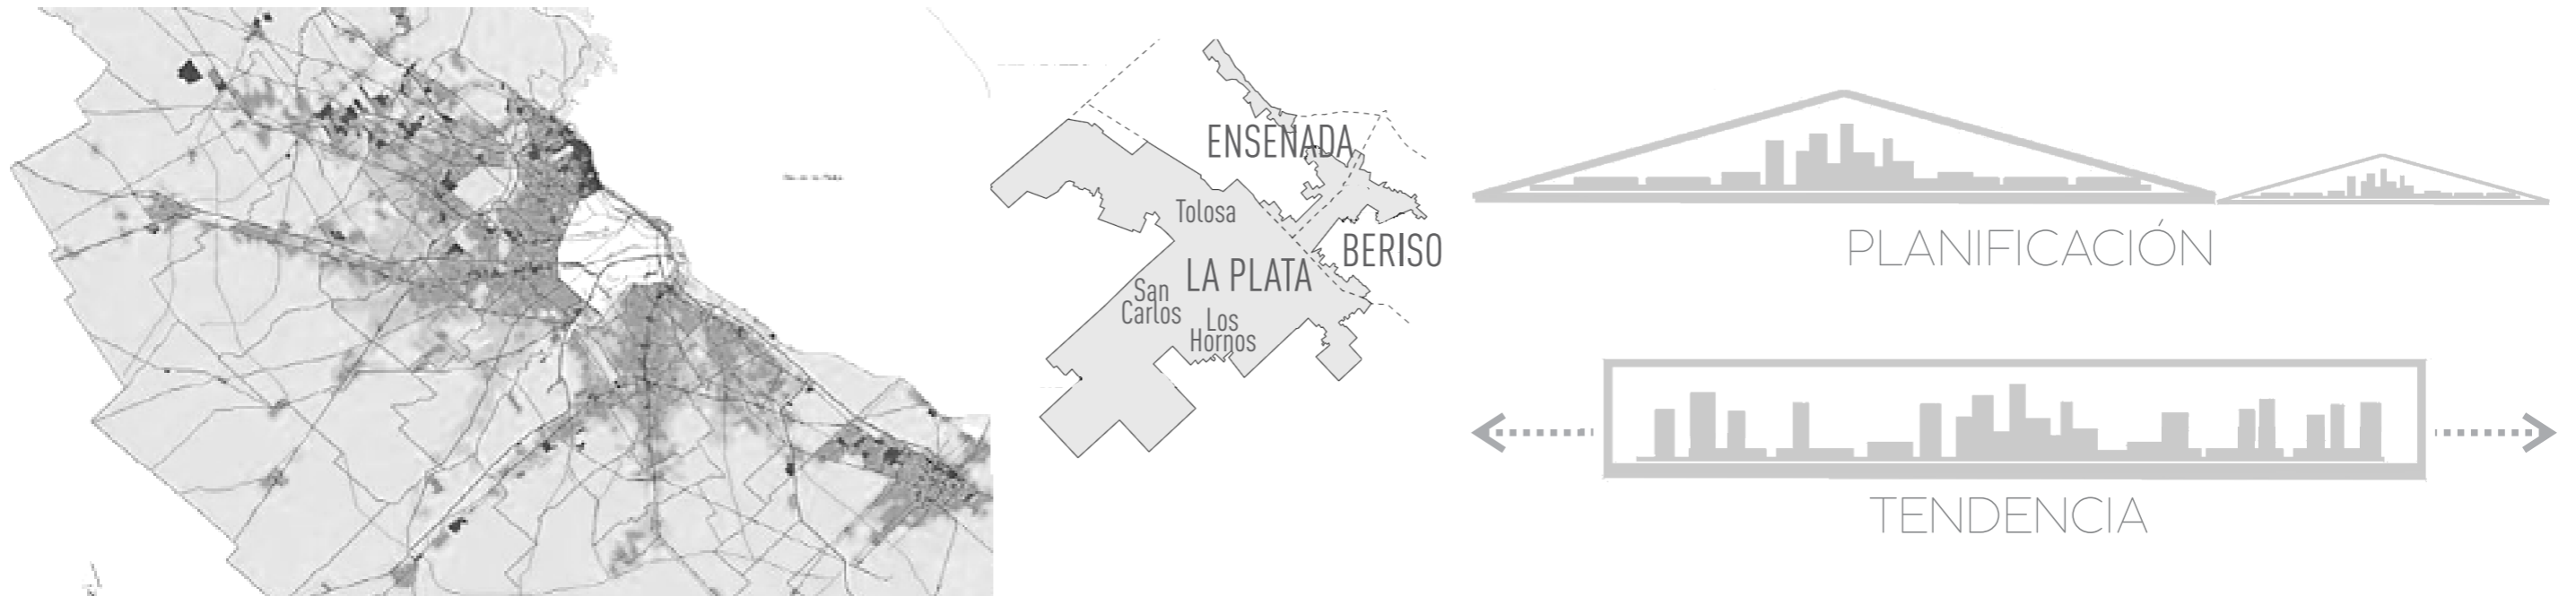 ENSENADA
Tolosa
BERISO
LA PLATA
San
Carlos
Los
Hornos
PLANIFICACIÓN
TENDENCIA